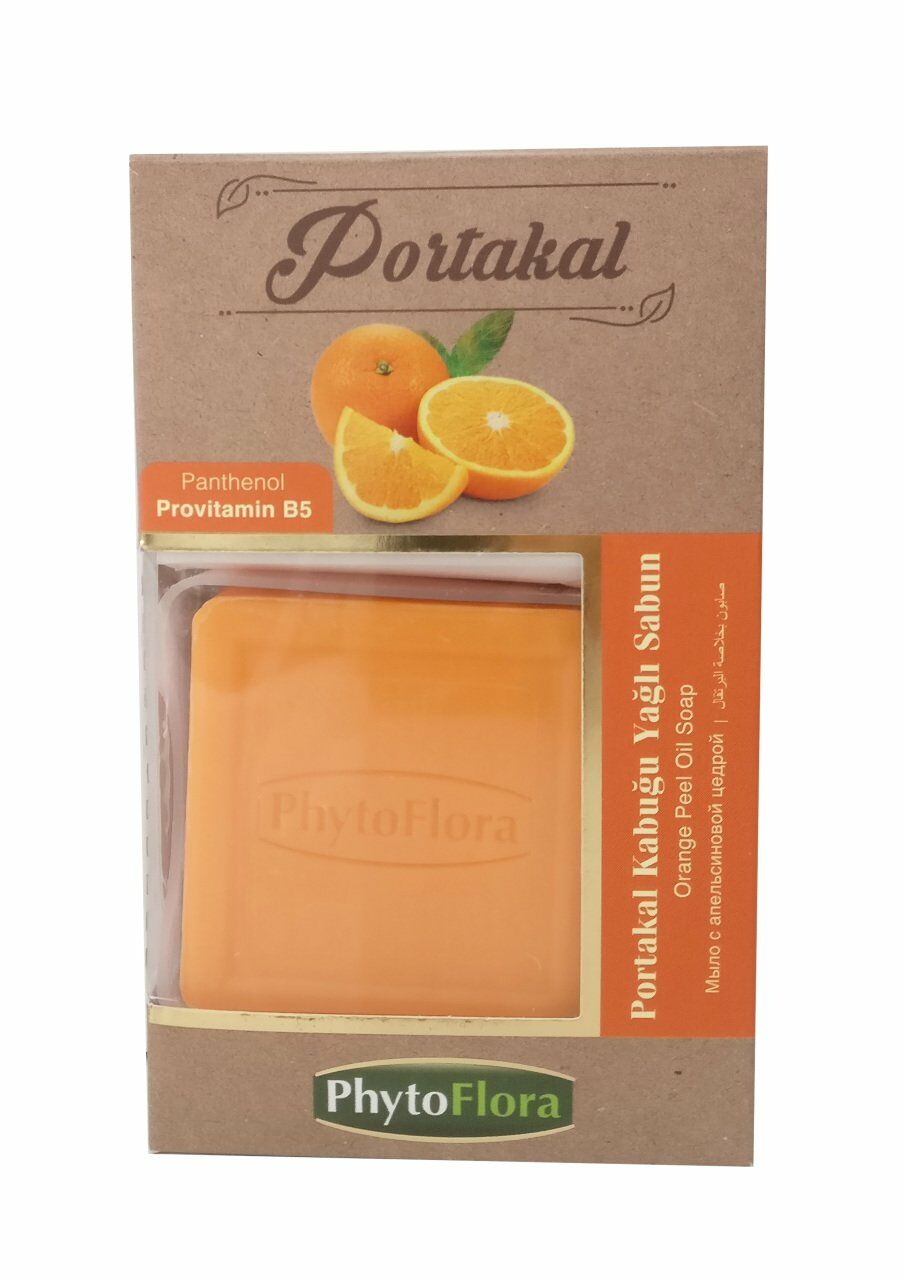 Portakal
Panthenol
Provitamin B5
PhytoFlora
Portakal Kabuğu Yağlı Sabun
Orange Peel Oil Soap
Мыло с апельсиновой цедрой | صابون بخلاصة البرتقال
PhytoFlora